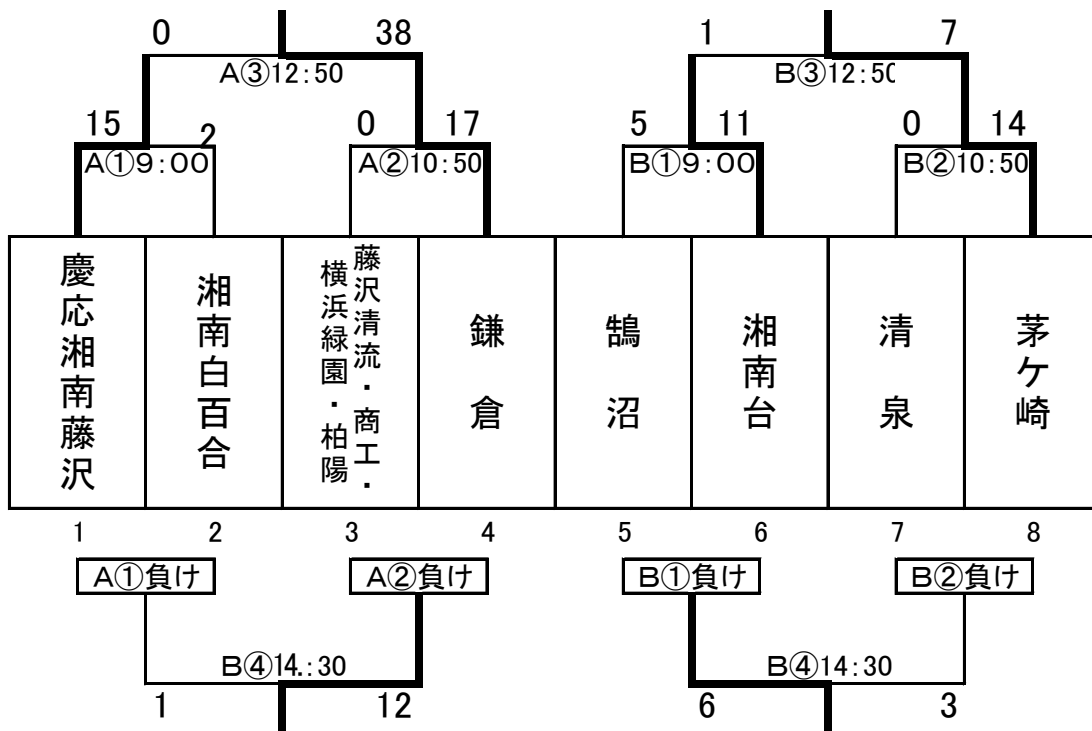 0 38 1 7
A③12:50 B③12:50
15 2 0 17 5 11 0 14
A①9:00 A②10:50 B①9:00 B②10:50
慶応湘南藤沢
湘南白百合
藤沢清流・商工・
横浜緑園・柏陽
鎌倉
鵠沼
湘南台
清泉
茅ケ崎
1 2 3 4 5 6 7 8
A①負け A②負け B①負け B②負け
B④14.:30 B④14:30
1 12 6 3